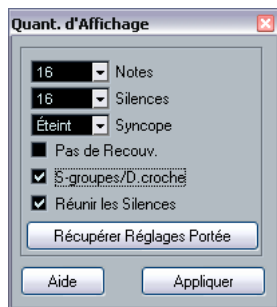 Quant. d'Affichage
16 Notes
16 Silences
Éteint Syncope
Pas de Recouv.
S-groupes/D.croche
Réunir les Silences
Récupérer Réglages Portée
Aide Appliquer